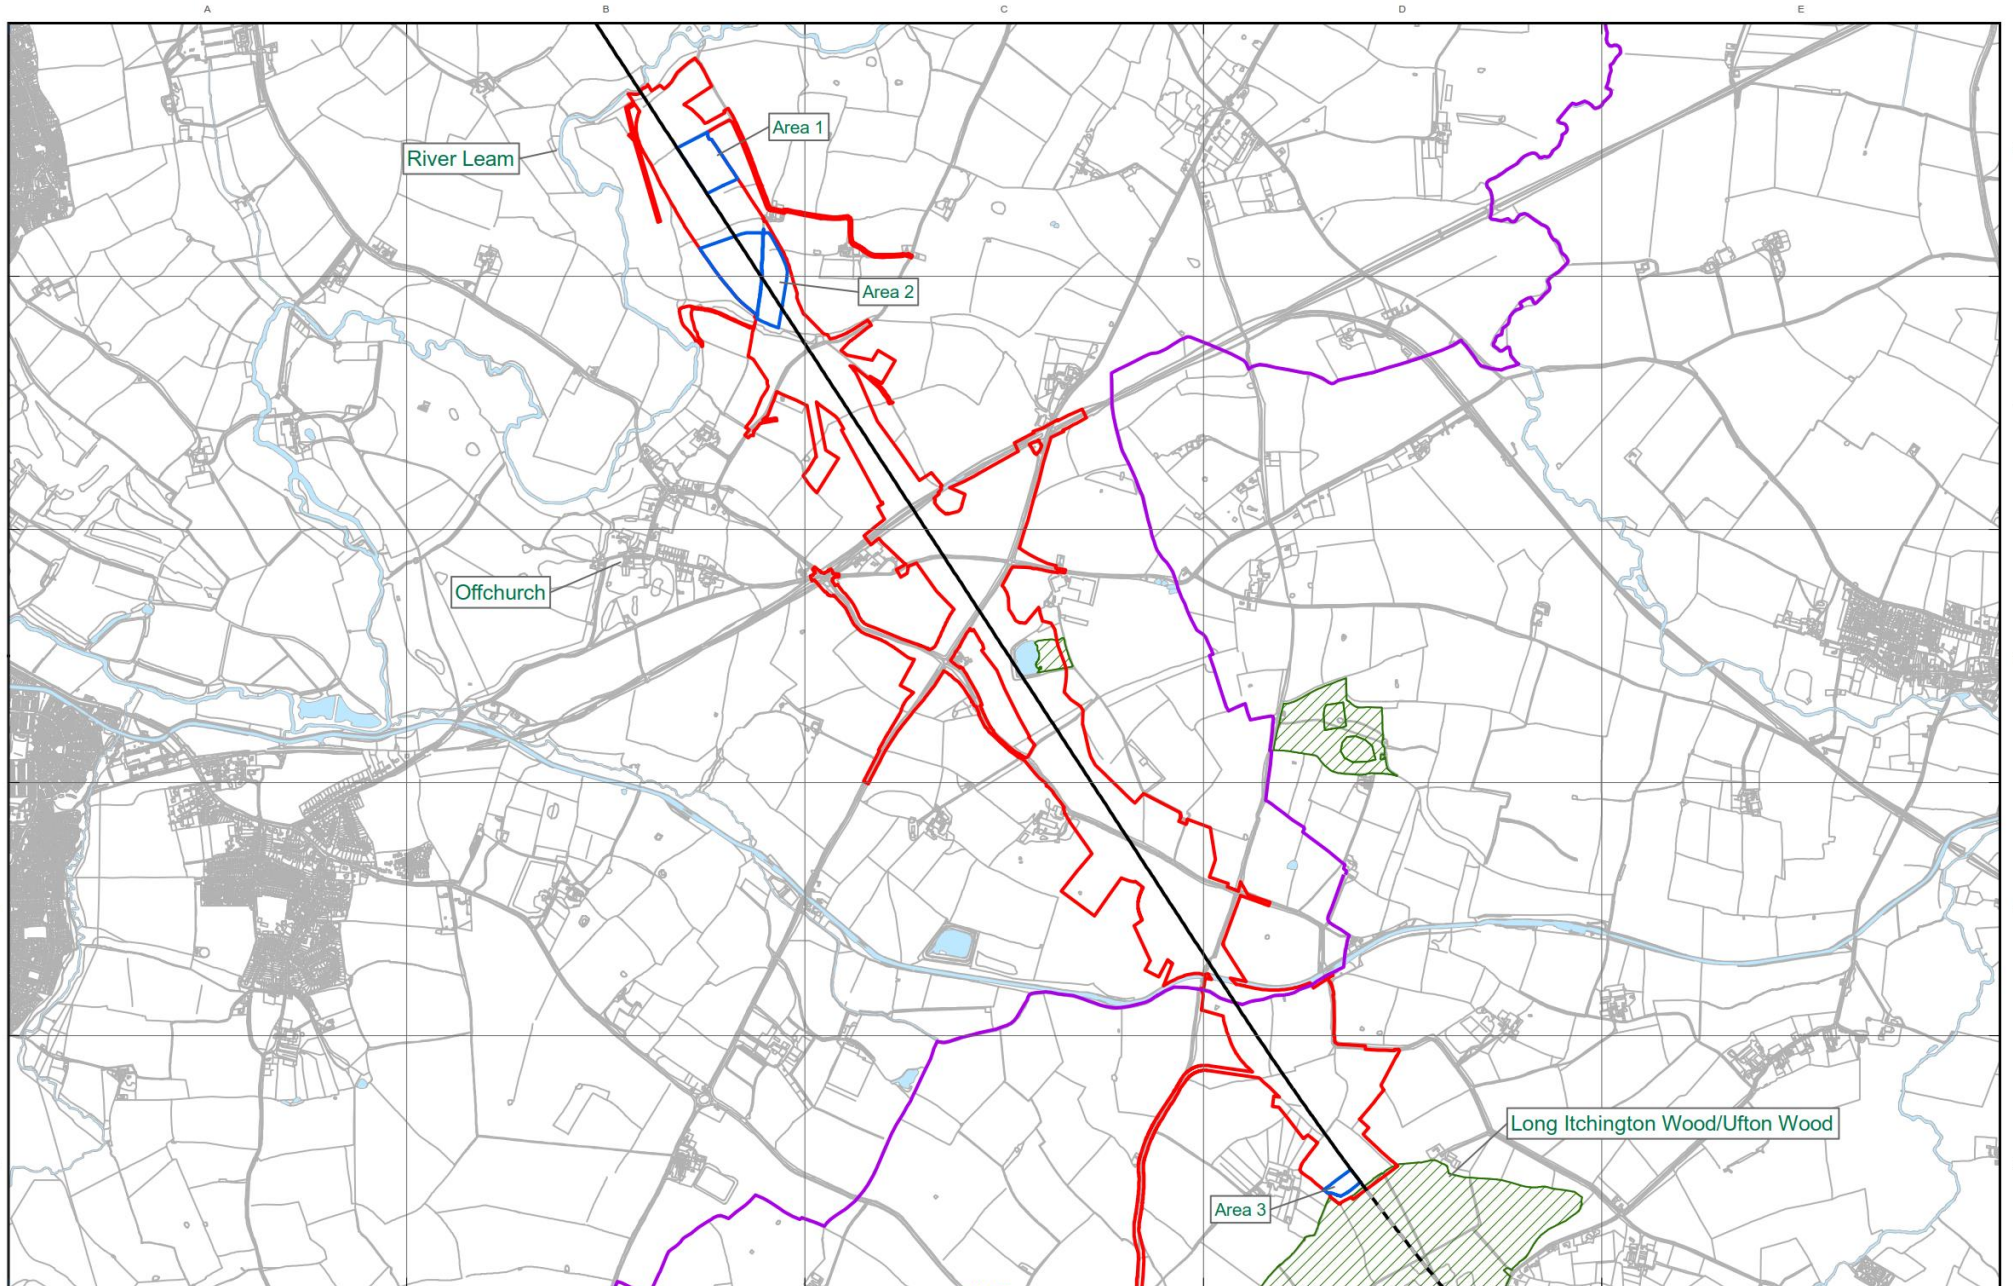 A
B
C
D
E
Area 1
River Leam
Area 2
Offchurch
Long Itchington Wood/Ufton Wood
Area 3